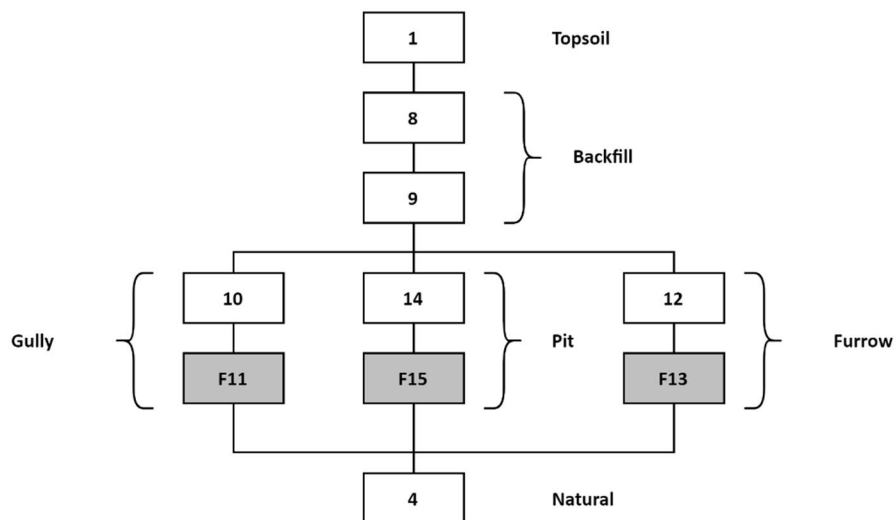 1 Topsoil
8
Backfill
9
10 14 12
Gully Pit Furrow
F11 F15 F13
4 Natural